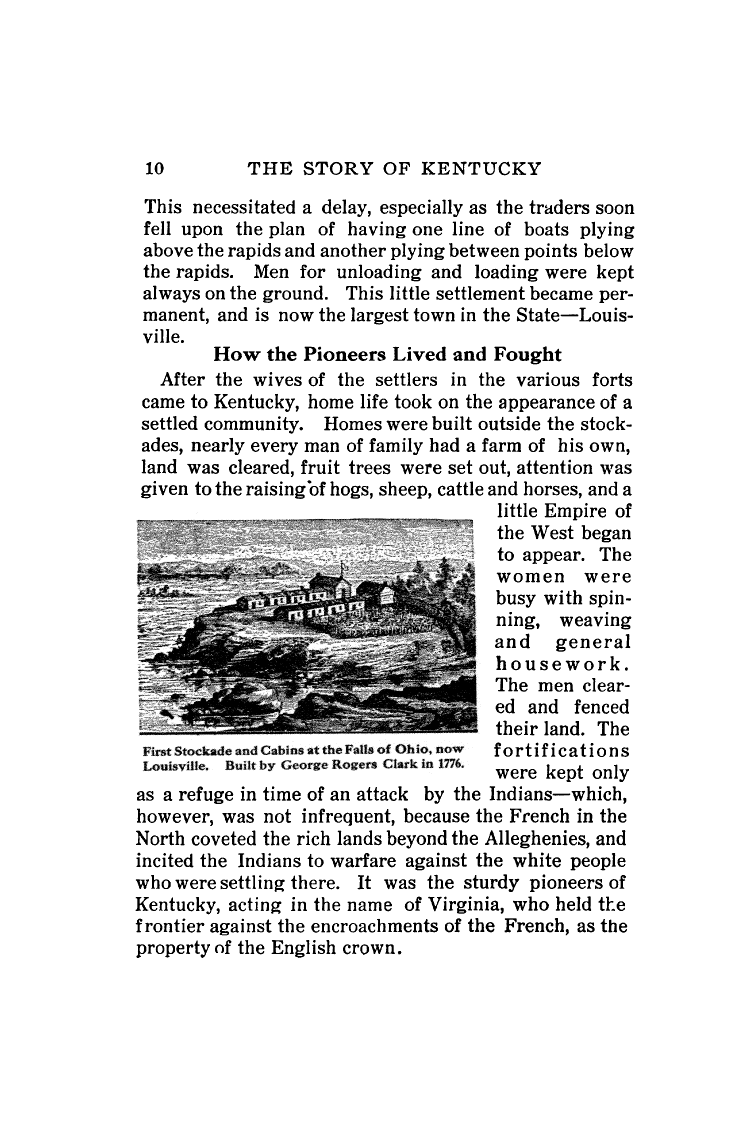 10 THE STORY OF KENTUCKY
This necessitated a delay, especially as the traders soon
fell upon the plan of having one line of boats plying
above the rapids and another plying between points below
the rapids. Men for unloading and loading were kept
always on the ground. This little settlement became per-
manent, and is now the largest town in the State—Louis-
ville.
How the Pioneers Lived and Fought
After the wives of the settlers in the various forts
came to Kentucky, home life took on the appearance of a
settled community. Homes were built outside the stock-
ades, nearly every man of family had a farm of his own,
land was cleared, fruit trees were set out, attention was
given to the raising of hogs, sheep, cattle and horses, and a
little Empire of
the West began
to appear. The
women were
busy with spin-
ning, weaving
and general
housework.
The men clear-
ed and fenced
their land. The
fortifications
were kept only
First Stockade and Cabins at the Falls of Ohio, now
Louisville. Built by George Rogers Clark in 1776.
as a refuge in time of an attack by the Indians—which,
however, was not infrequent, because the French in the
North coveted the rich lands beyond the Alleghenies, and
incited the Indians to warfare against the white people
who were settling there. It was the sturdy pioneers of
Kentucky, acting in the name of Virginia, who held the
frontier against the encroachments of the French, as the
property of the English crown.